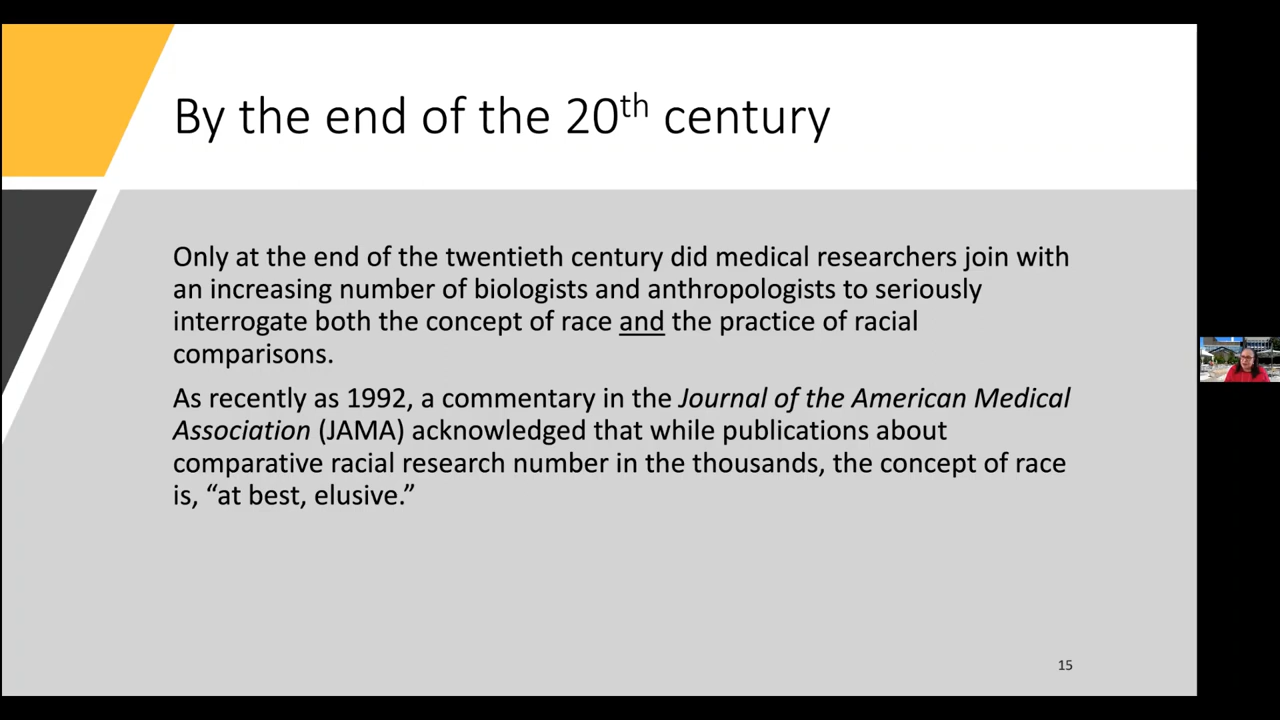 By the end of the 20th century
Only at the end of the twentieth century did medical researchers join with
an increasing number of biologists and anthropologists to seriously
interrogate both the concept of race and the practice of racial
comparisons.
As recently as 1992, a commentary in the Journal of the American Medical
Association (JAMA) acknowledged that while publications about
comparative racial research number in the thousands, the concept of race
is, “at best, elusive.”
15